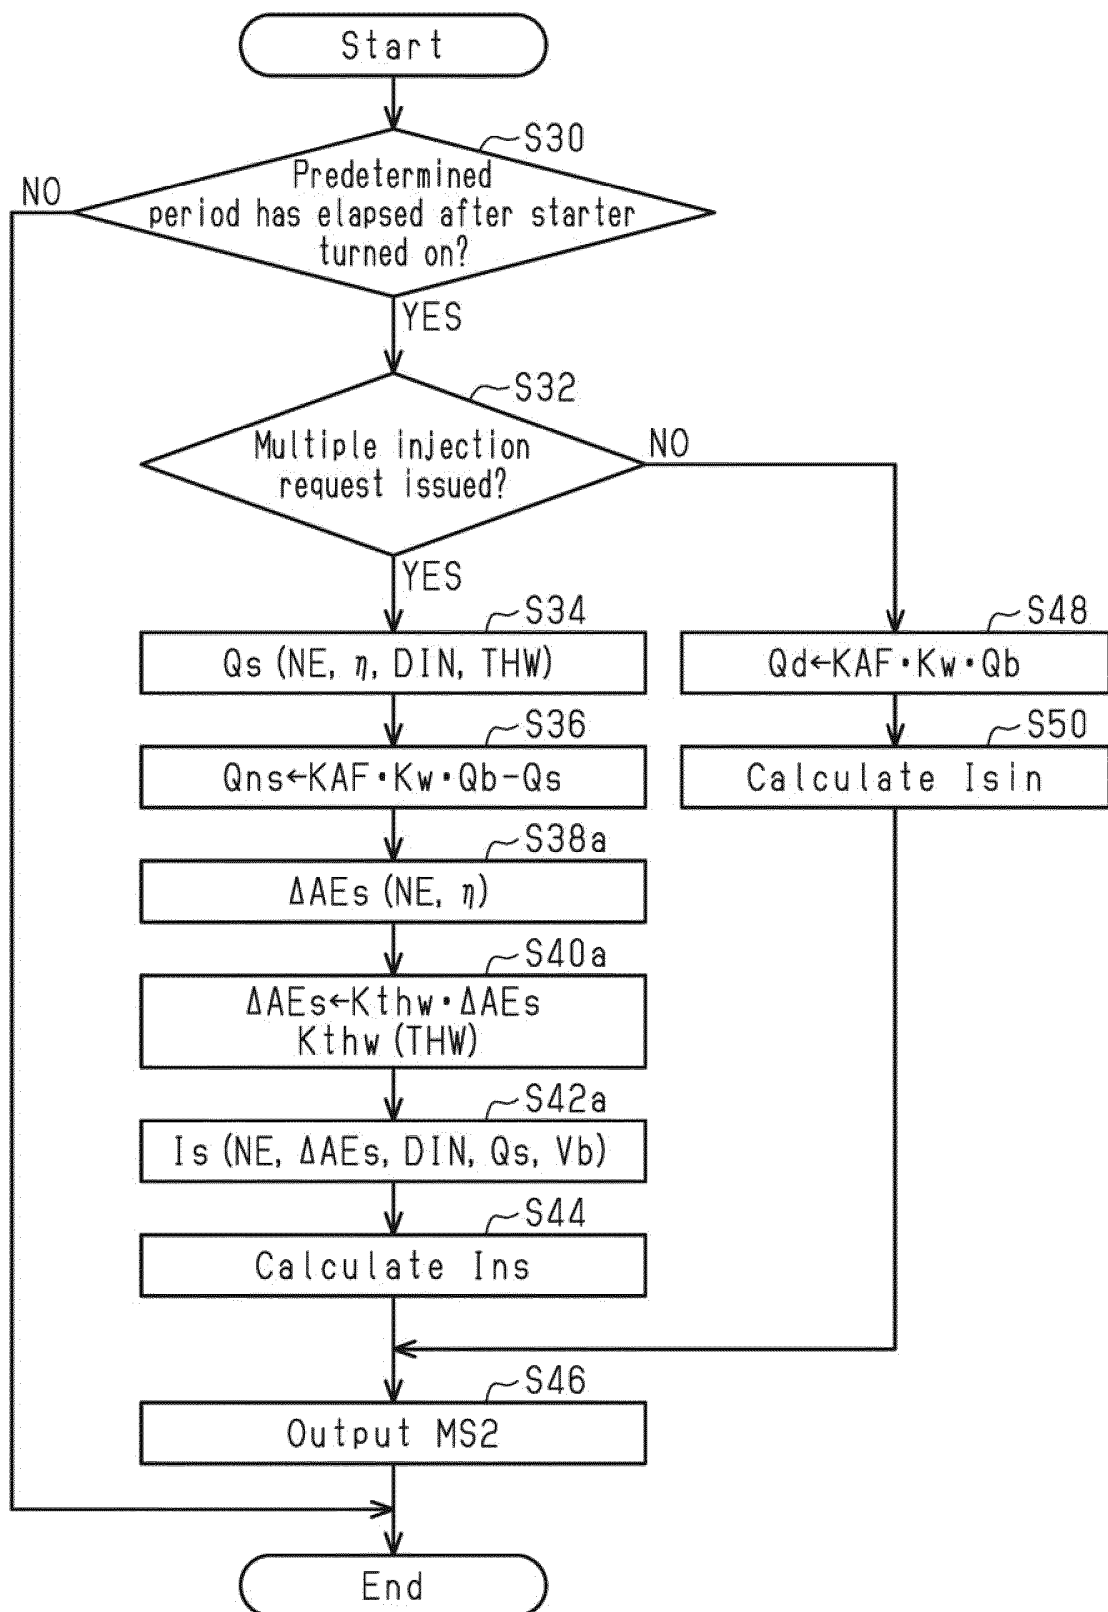 Start
S30
Predetermined
period has elapsed after starter
turned on?
NO
YES
S32
Multiple injection
request issued?
NO
YES
S34
Qs (NE, η, DIN, THW)
S48
Qd←KAF・Kw・Qb
S36
Qns←KAF・Kw・Qb−Qs
S50
Calculate Isin
S38a
ΔAEs (NE, η)
S40a
ΔAEs←Kthw・ΔAEs
Kthw (THW)
S42a
Is (NE, ΔAEs, DIN, Qs, Vb)
S44
Calculate Ins
S46
Output MS2
End